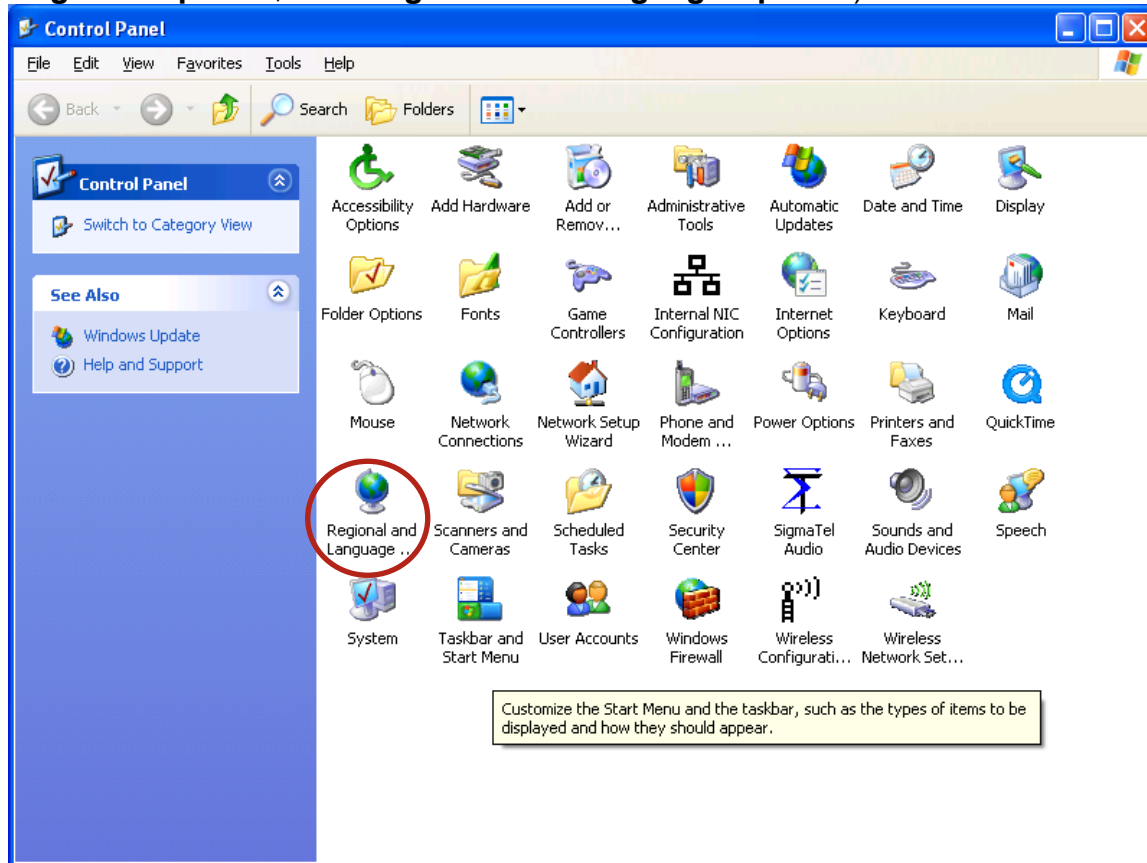 Control Panel
File Edit View Favorites Tools Help
Back Search Folders
Control Panel
Switch to Category View
See Also
Windows Update
Help and Support
Accessibility Options
Add Hardware
Add or Remov...
Administrative Tools
Automatic Updates
Date and Time
Display
Folder Options
Fonts
Game Controllers
Internal NIC Configuration
Internet Options
Keyboard
Mail
Mouse
Network Connections
Network Setup Wizard
Phone and Modem ...
Power Options
Printers and Faxes
QuickTime
Regional and Language ...
Scanners and Cameras
Scheduled Tasks
Security Center
SigmaTel Audio
Sounds and Audio Devices
Speech
System
Taskbar and Start Menu
User Accounts
Windows Firewall
Wireless Configurati...
Wireless Network Set...
Customize the Start Menu and the taskbar, such as the types of items to be
displayed and how they should appear.